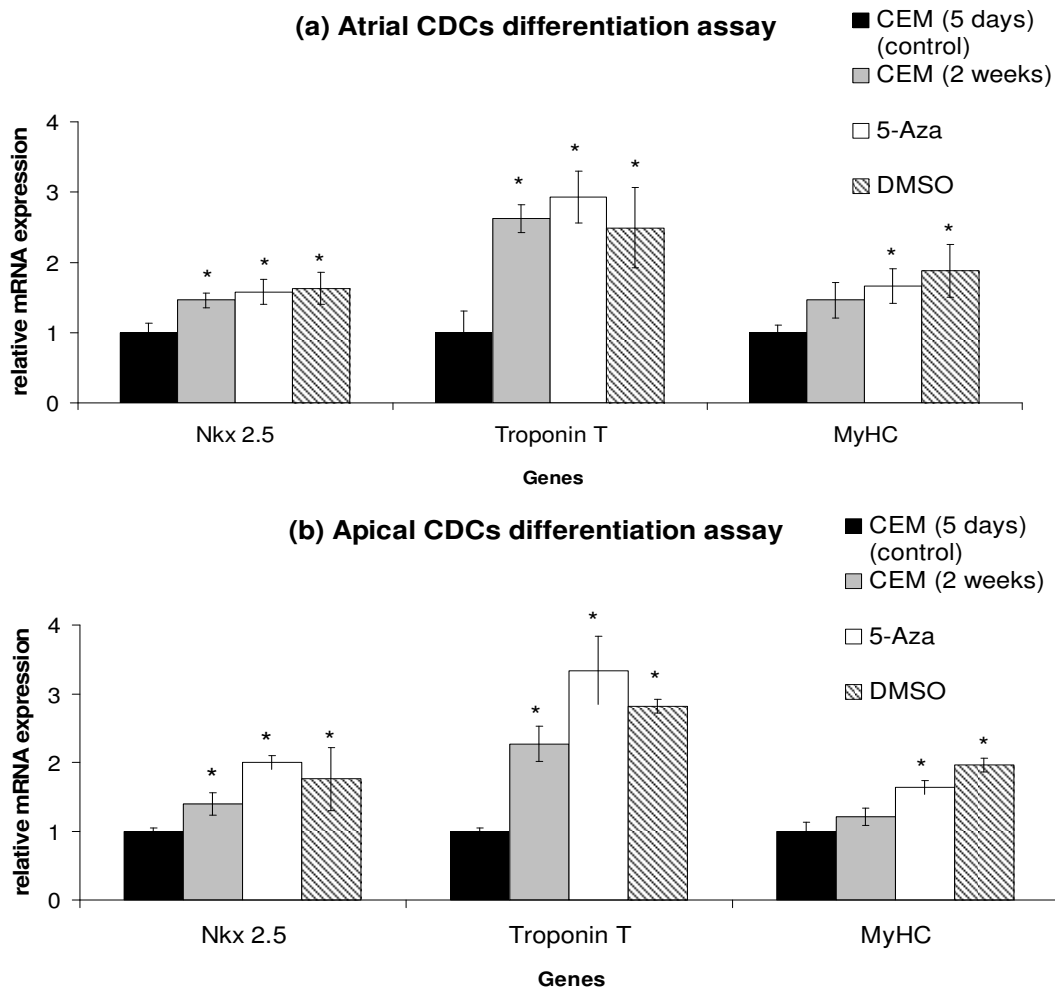 (a) Atrial CDCs differentiation assay
CEM (5 days)
(control)
CEM (2 weeks)
5-Aza
DMSO
relative mRNA expression
4
3
2
1
0
* * *
* * *
* *
Nkx 2.5 Troponin T MyHC
Genes
(b) Apical CDCs differentiation assay
CEM (5 days)
(control)
CEM (2 weeks)
5-Aza
DMSO
relative mRNA expression
4
3
2
1
0
* * *
* * *
* *
Nkx 2.5 Troponin T MyHC
Genes